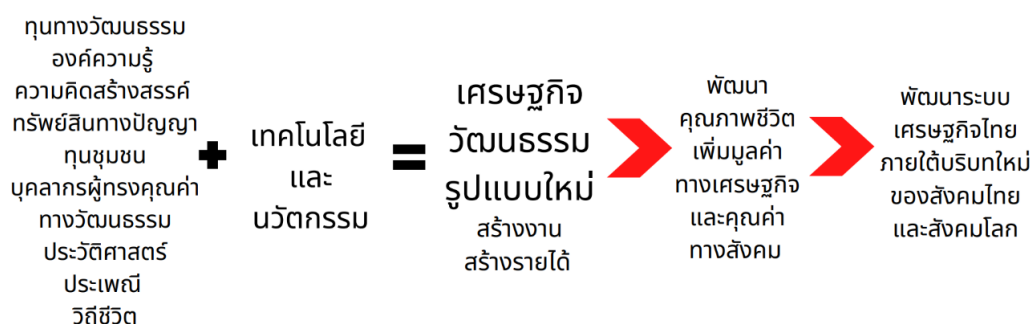 ทุนทางวัฒนธรรม
องค์ความรู้
ความคิดสร้างสรรค์
ทรัพย์สินทางปัญญา
ทุนชุมชน
บุคลากรผู้ทรงคุณค่า
ทางวัฒนธรรม
ประวัติศาสตร์
ประเพณี
วิถีชีวิต
+
เทคโนโลยี
และ
นวัตกรรม
=
เศรษฐกิจ
วัฒนธรรม
รูปแบบใหม่
สร้างงาน
สร้างรายได้
พัฒนา
คุณภาพชีวิต
เพิ่มมูลค่า
ทางเศรษฐกิจ
และคุณค่า
ทางสังคม
พัฒนาระบบ
เศรษฐกิจไทย
ภายใต้บริบทใหม่
ของสังคมไทย
และสังคมโลก